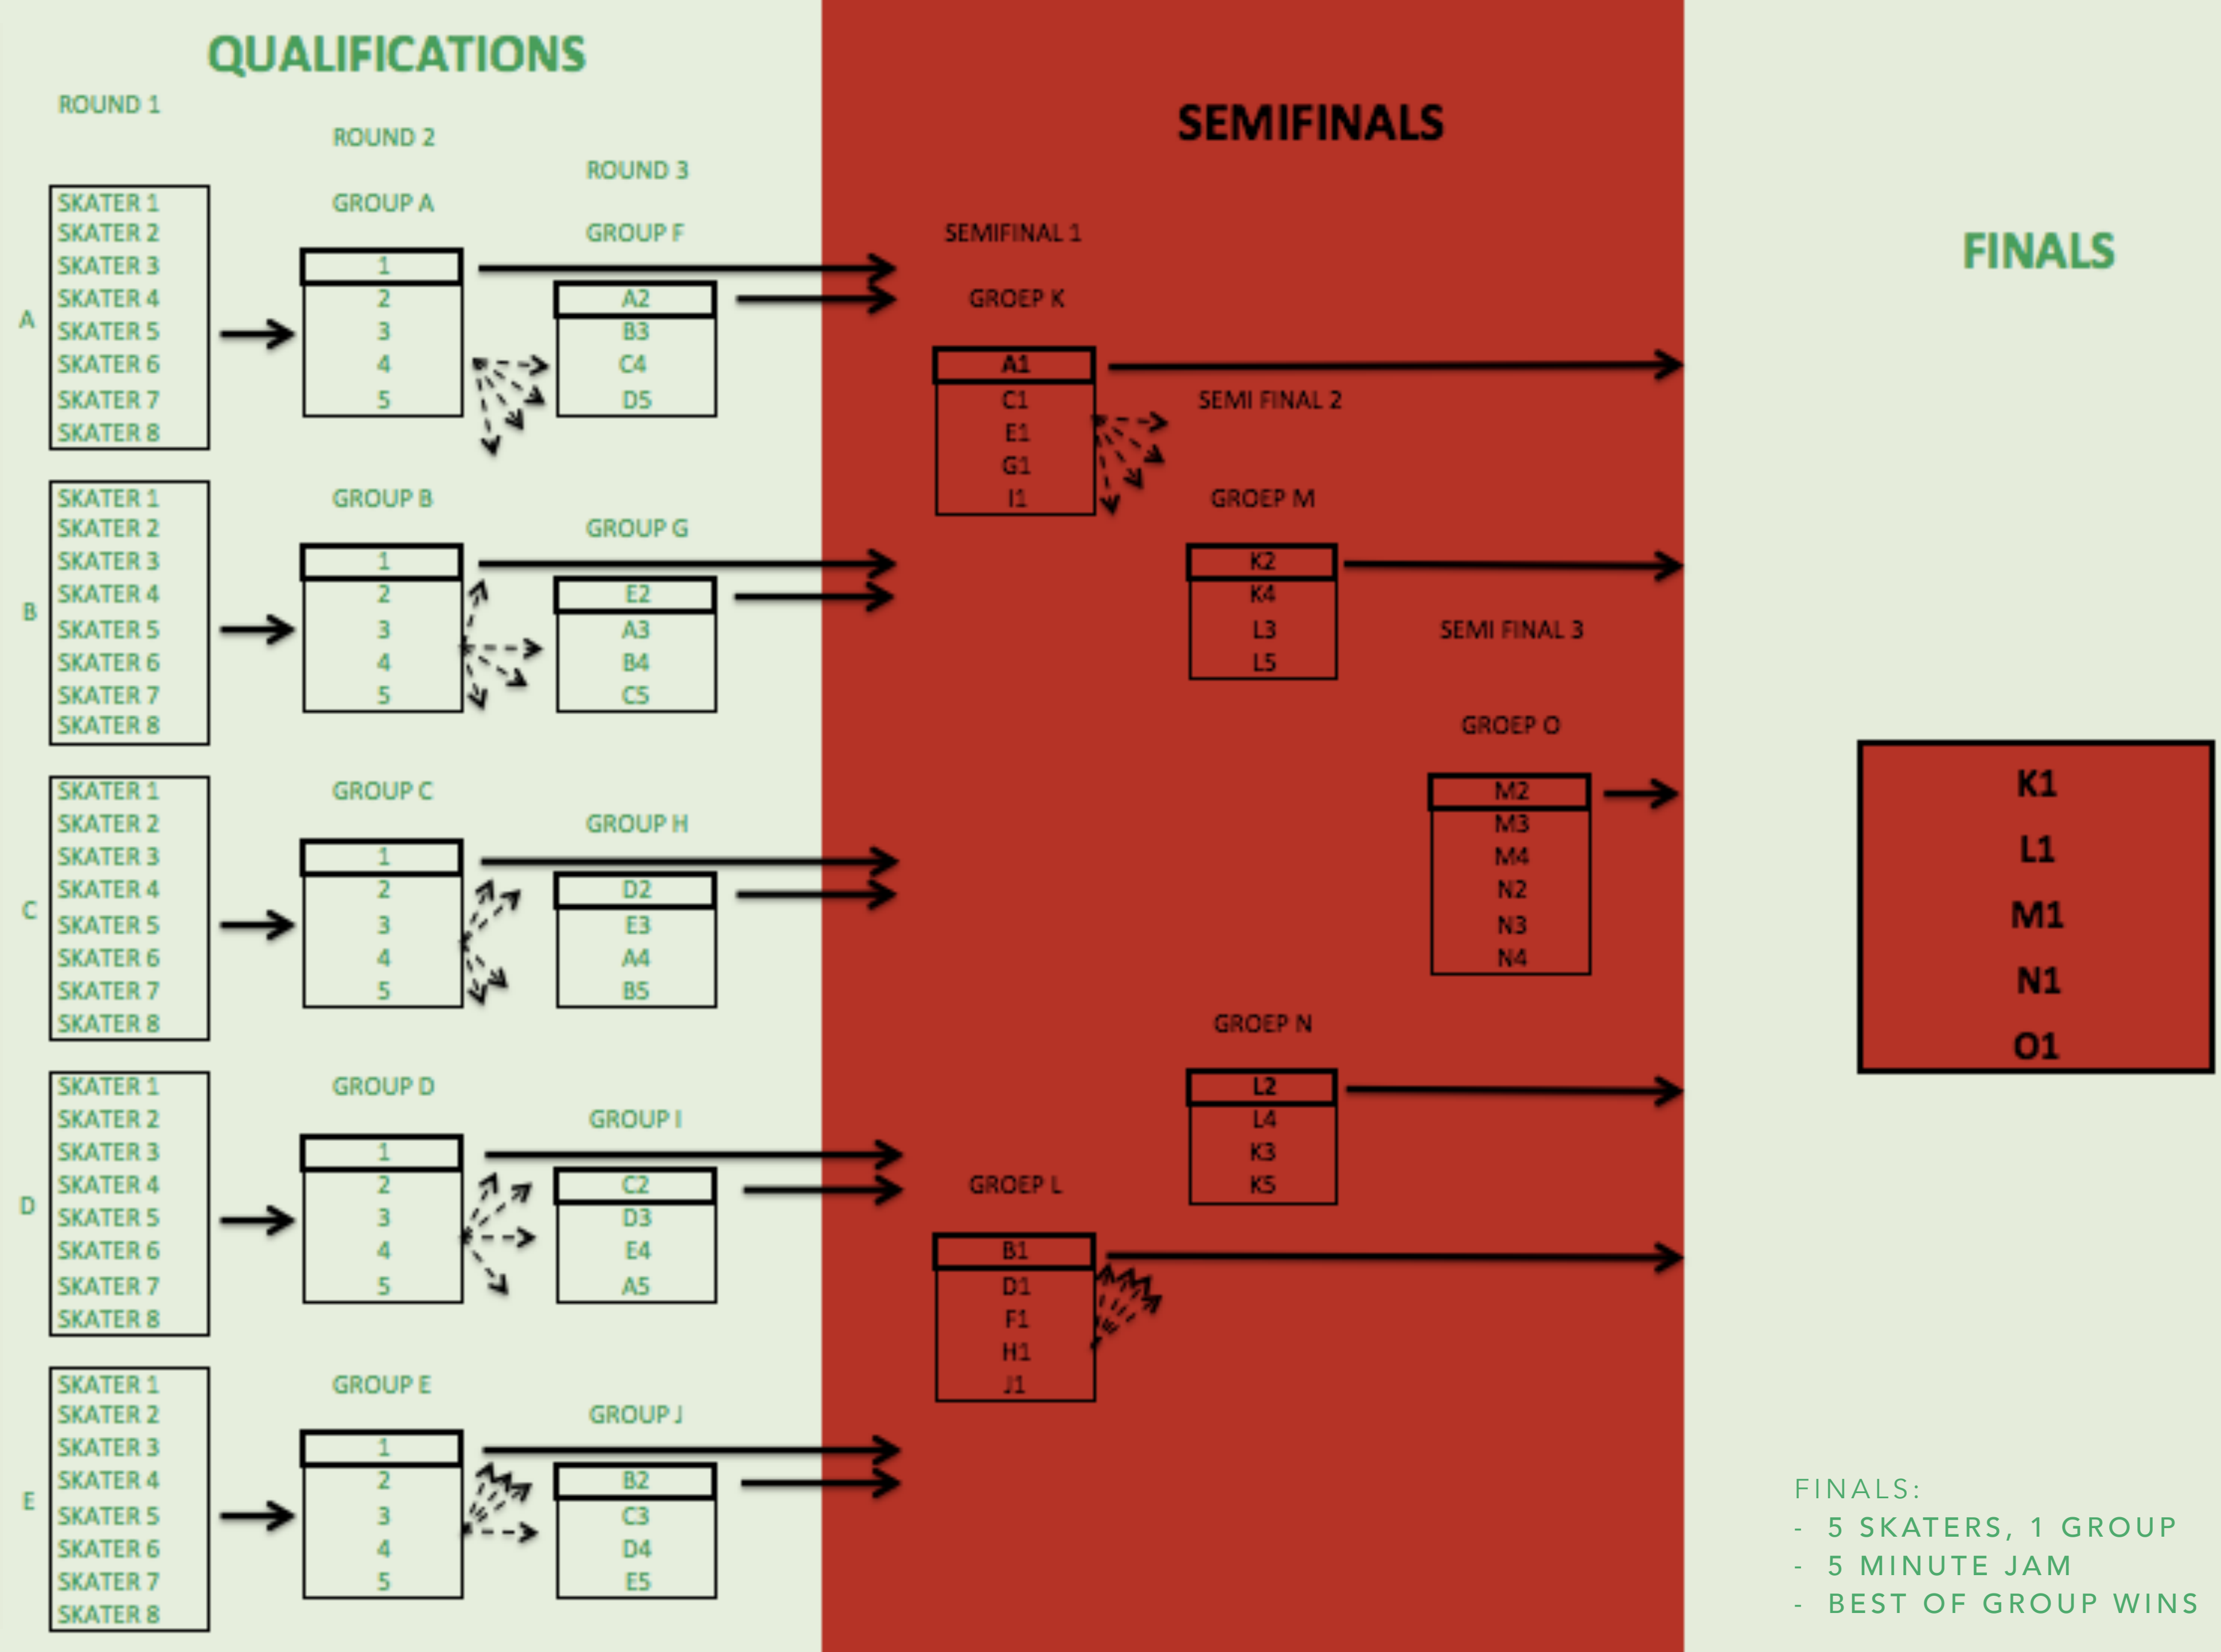 QUALIFICATIONS
ROUND 1
ROUND 2
ROUND 3
A
SKATER 1
SKATER 2
SKATER 3
SKATER 4
SKATER 5
SKATER 6
SKATER 7
SKATER 8
GROUP A
1
2
3
4
5
GROUP F
A2
B3
C4
D5
B
SKATER 1
SKATER 2
SKATER 3
SKATER 4
SKATER 5
SKATER 6
SKATER 7
SKATER 8
GROUP B
1
2
3
4
5
GROUP G
E2
A3
B4
C5
C
SKATER 1
SKATER 2
SKATER 3
SKATER 4
SKATER 5
SKATER 6
SKATER 7
SKATER 8
GROUP C
1
2
3
4
5
GROUP H
D2
E3
A4
B5
D
SKATER 1
SKATER 2
SKATER 3
SKATER 4
SKATER 5
SKATER 6
SKATER 7
SKATER 8
GROUP D
1
2
3
4
5
GROUP I
C2
D3
E4
A5
E
SKATER 1
SKATER 2
SKATER 3
SKATER 4
SKATER 5
SKATER 6
SKATER 7
SKATER 8
GROUP E
1
2
3
4
5
GROUP J
B2
C3
D4
E5
SEMIFINALS
SEMIFINAL 1
GROEP K
A1
C1
E1
G1
I1
GROEP L
B1
D1
F1
H1
J1
SEMI FINAL 2
GROEP M
K2
K4
L3
L5
GROEP N
L2
L4
K3
K5
SEMI FINAL 3
GROEP O
M2
M3
M4
N2
N3
N4
FINALS
K1
L1
M1
N1
O1
FINALS:
- 5 SKATERS, 1 GROUP
- 5 MINUTE JAM
- BEST OF GROUP WINS